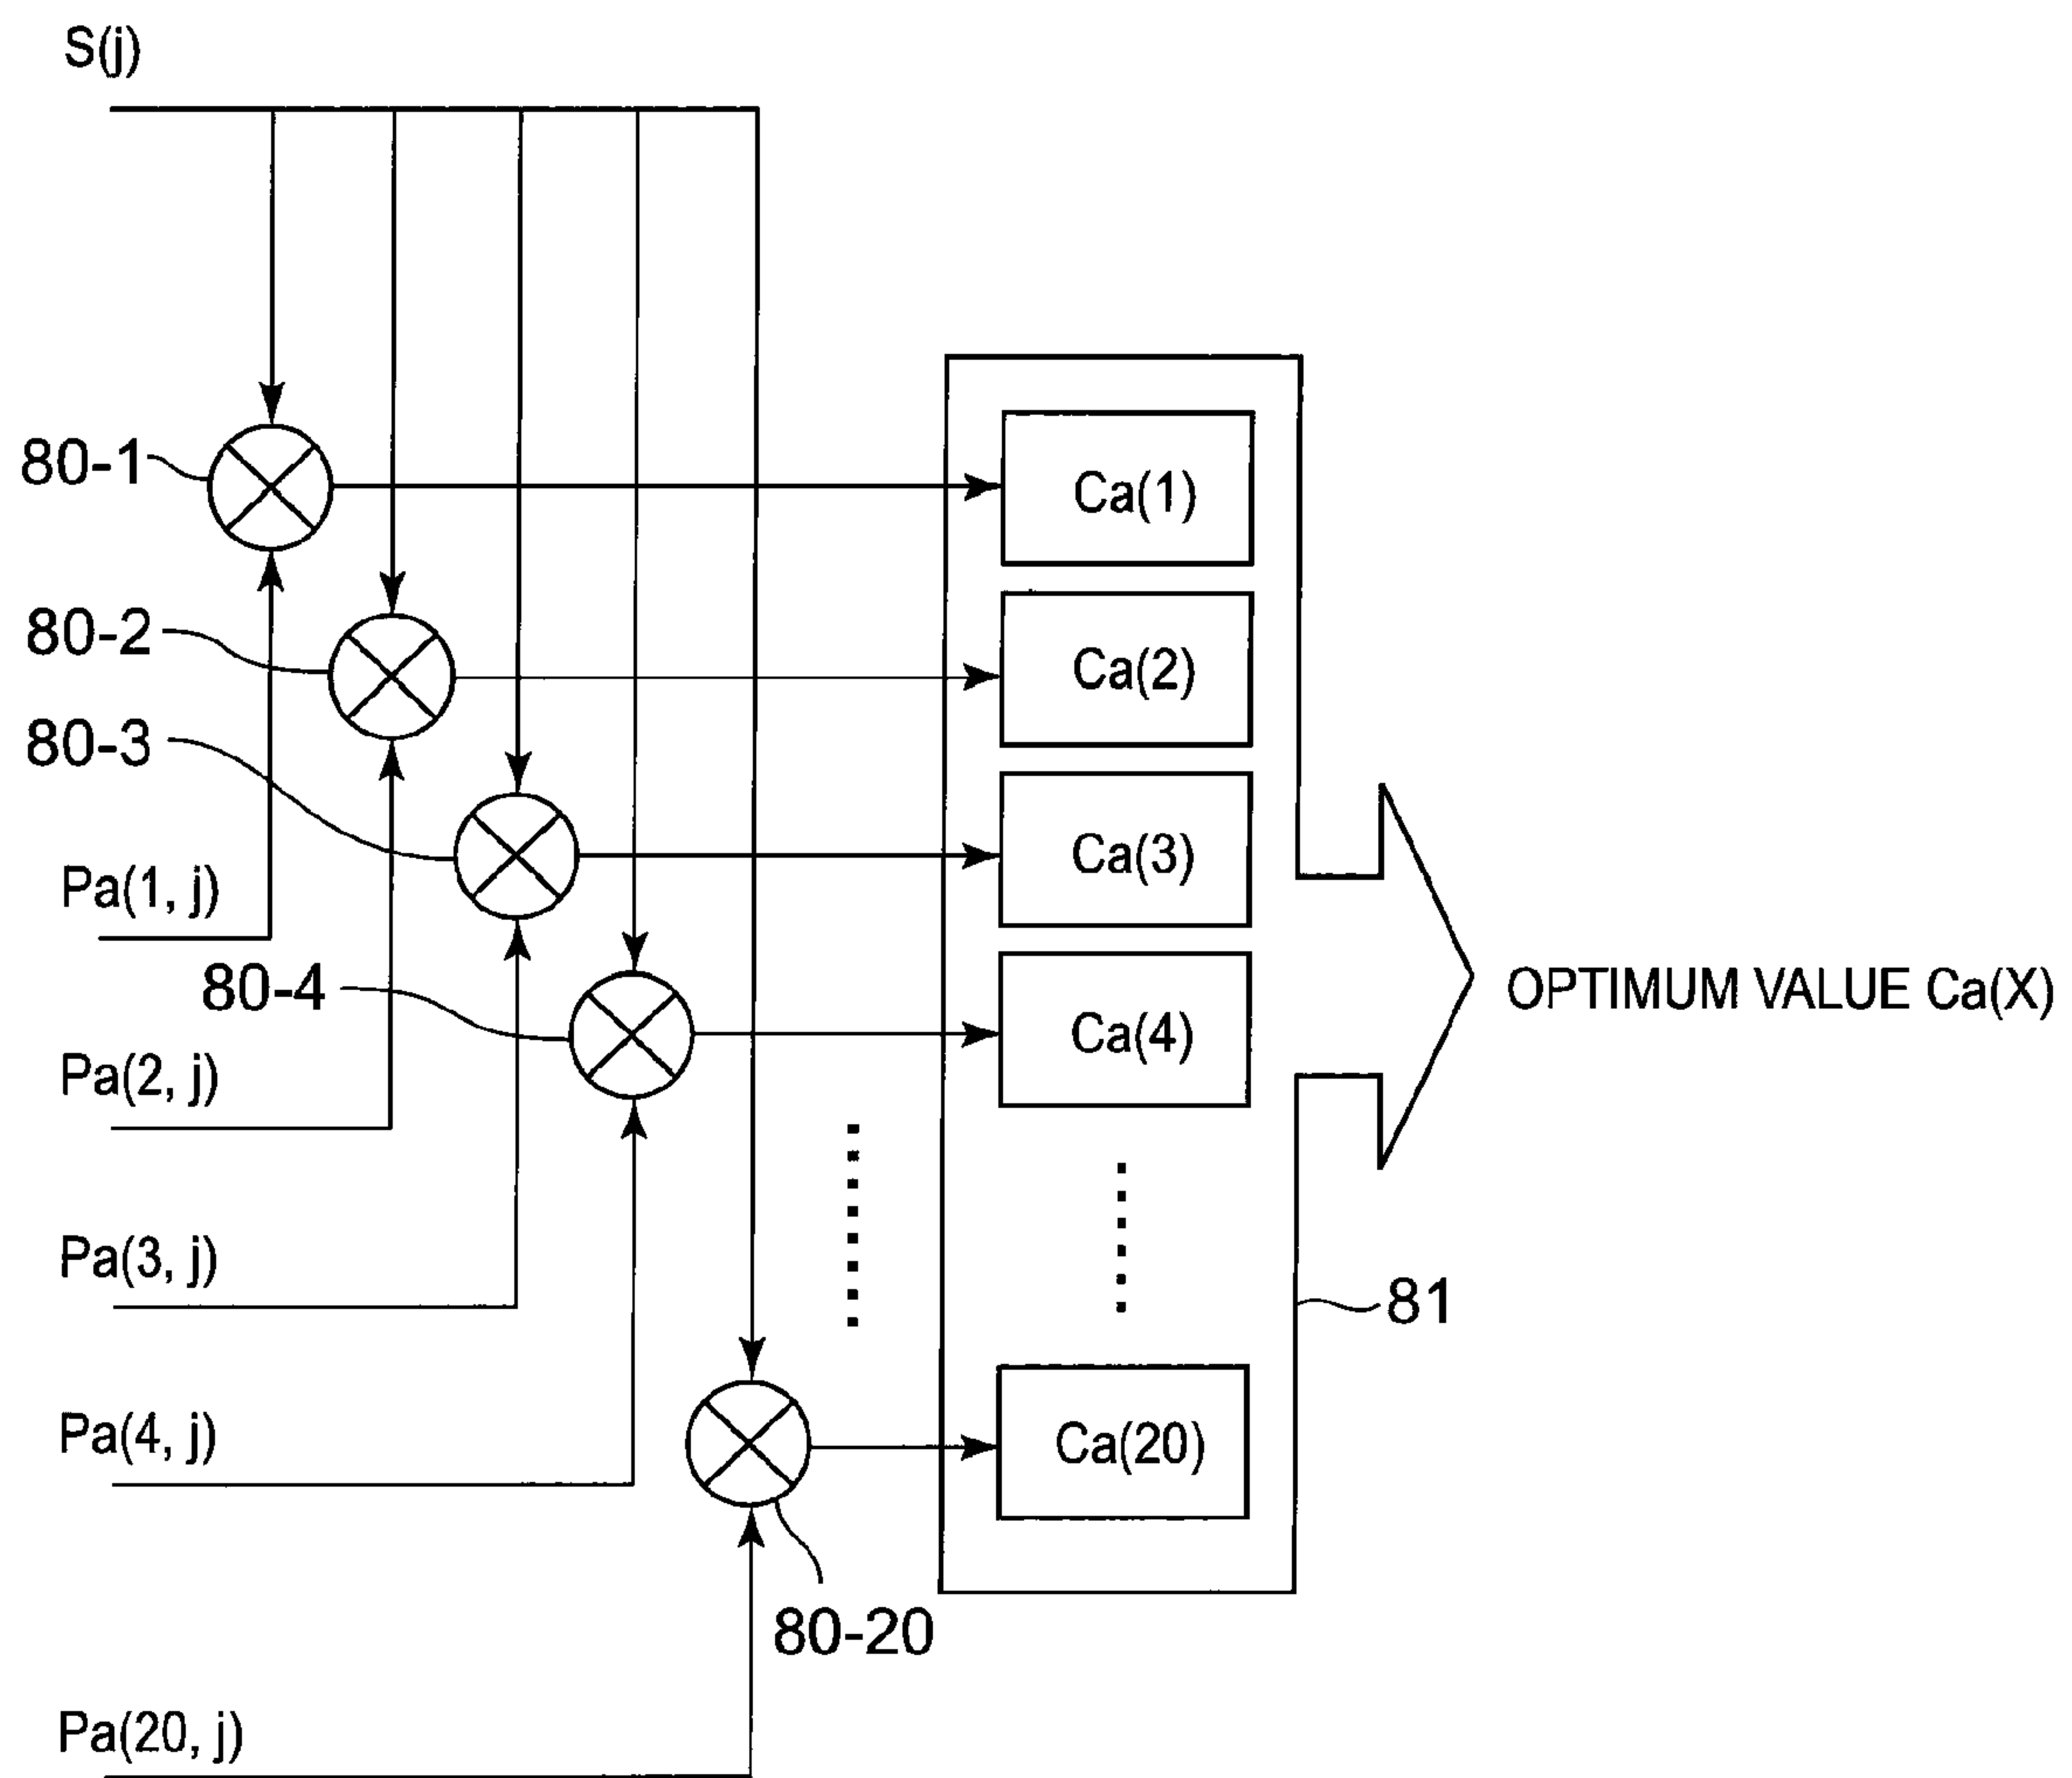 S(j)
80-1
Ca(1)
80-2
Ca(2)
80-3
Ca(3)
Pa(1, j)
80-4
OPTIMUM VALUE Ca(X)
Ca(4)
Pa(2, j)
Pa(3, j)
81
Pa(4, j)
Ca(20)
80-20
Pa(20, j)